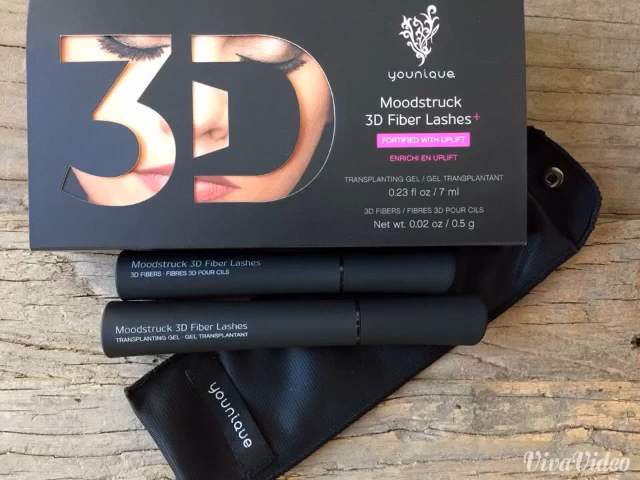 3D
younique
Moodstruck
3D Fiber Lashes+
FORTIFIED WITH UPLIFT
ENRICHI EN UPLIFT
TRANSPLANTING GEL / GEL TRANSPLANTANT
0.23 fl oz / 7 ml
3D FIBERS / FIBRES 3D POUR CILS
Net wt. 0.02 oz / 0.5 g
Moodstruck 3D Fiber Lashes
3D FIBERS · FIBRES 3D POUR CILS
Moodstruck 3D Fiber Lashes
TRANSPLANTING GEL · GEL TRANSPLANTANT
younique
VivaVideo